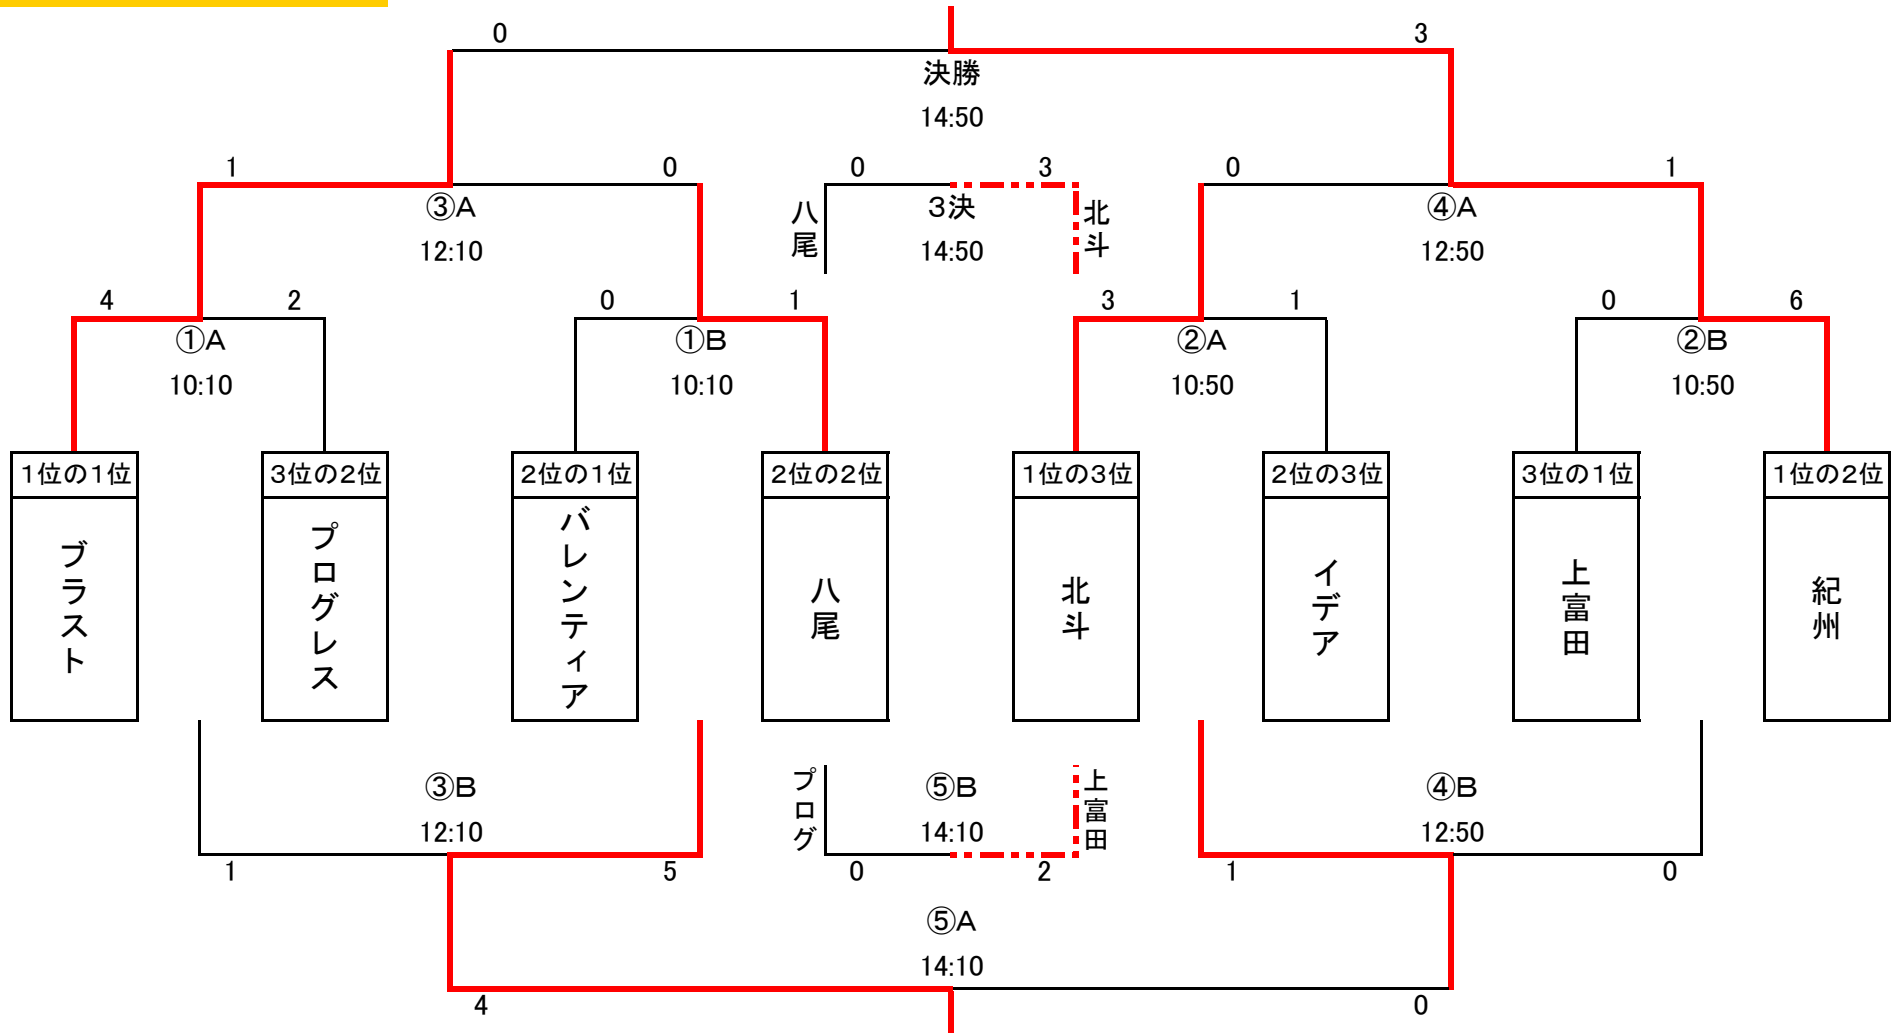 0 3
決勝
14:50
1 0 0 3 0 1
③A 八尾 3決 北斗 ④A
12:10 14:50 12:50
4 2 0 1 3 1 0 6
①A ①B ②A ②B
10:10 10:10 10:50 10:50
1位の1位 3位の2位 2位の1位 2位の2位 1位の3位 2位の3位 3位の1位 1位の2位
ブラスト プログレス バレンティア 八尾 北斗 イデア 上富田 紀州
③B プログ ⑤B 上富田 ④B
12:10 14:10 12:50
1 5 0 2 1 0
⑤A
14:10
4 0